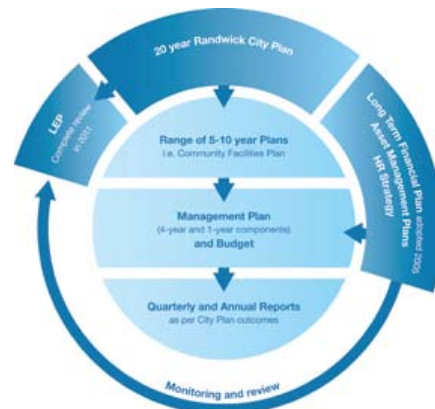 20 year Randwick City Plan
LEP
Complete review
in 2011
Long Term Financial Plan adopted 2005
Asset Management Plans
HR Strategy
Range of 5-10 year Plans
i.e. Community Facilities Plan
Management Plan
(4-year and 1-year components)
and Budget
Quarterly and Annual Reports
as per City Plan outcomes
Monitoring and review